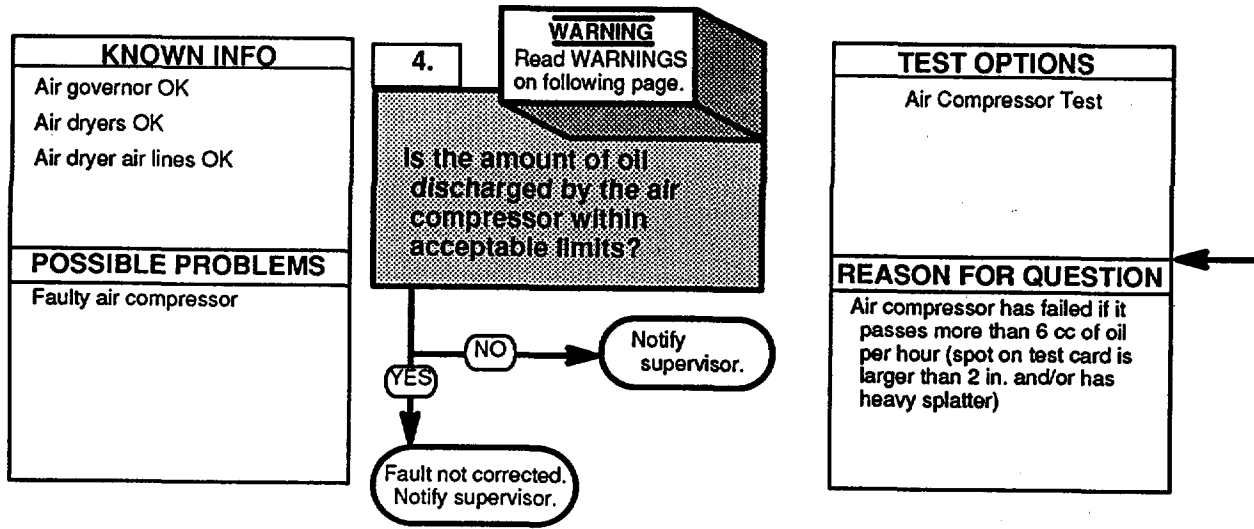 KNOWN INFO
Air governor OK
Air dryers OK
Air dryer air lines OK
POSSIBLE PROBLEMS
Faulty air compressor
4.
WARNING
Read WARNINGS
on following page.
Is the amount of oil
discharged by the air
compressor within
acceptable limits?
NO
Notify
supervisor.
YES
Fault not corrected.
Notify supervisor.
TEST OPTIONS
Air Compressor Test
REASON FOR QUESTION
Air compressor has failed if it
passes more than 6 cc of oil
per hour (spot on test card is
larger than 2 in. and/or has
heavy splatter)